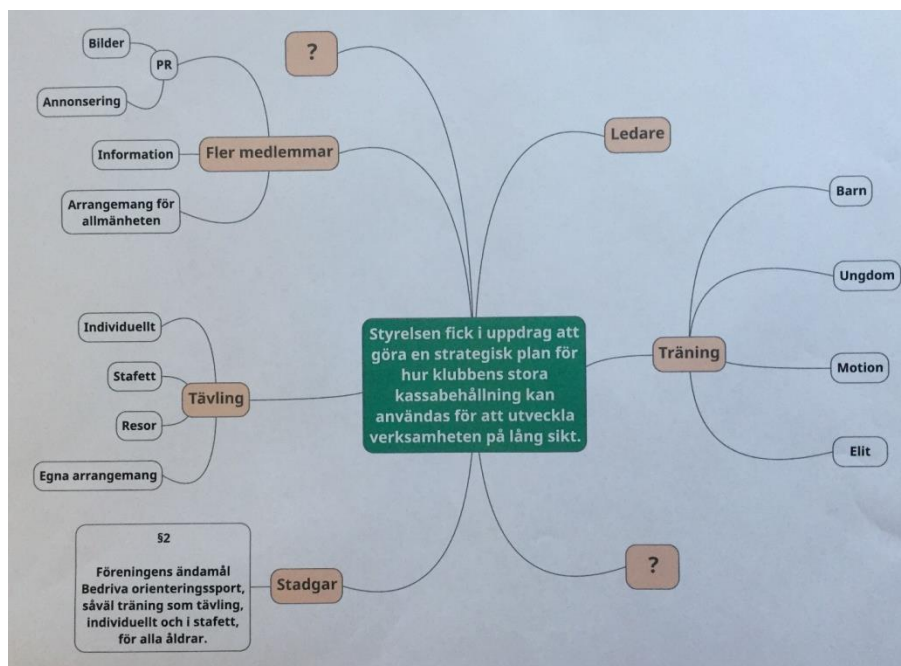 Bilder
PR
Annonsering
Information
Arrangemang för
allmänheten
Fler medlemmar
?
Ledare
Barn
Ungdom
Träning
Motion
Elit
Styrelsen fick i uppdrag att
göra en strategisk plan för
hur klubbens stora
kassabehållning kan
användas för att utveckla
verksamheten på lång sikt.
Individuellt
Stafett
Tävling
Resor
Egna arrangemang
§2
Föreningens ändamål
Bedriva orienteringssport,
såväl träning som tävling,
individuellt och i stafett,
för alla åldrar.
Stadgar
?